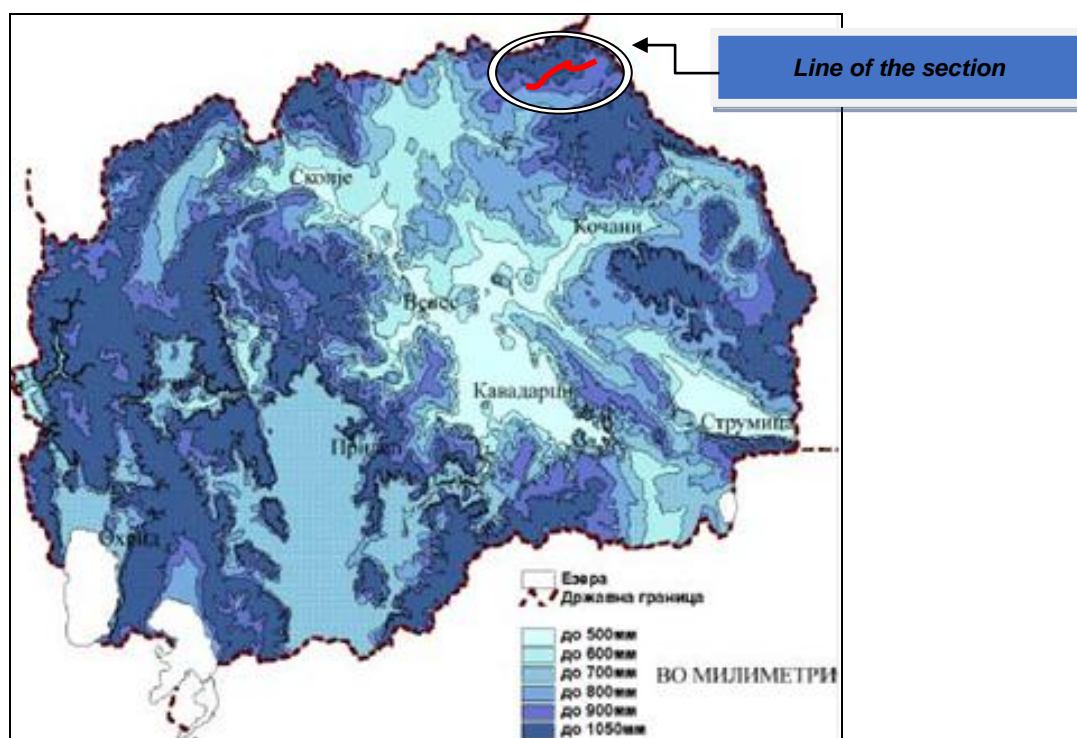 Line of the section
Скопје
Кочани
Велес
Кавадарци
Струмица
Прилеп
Охрид
Езера
Државна граница
до 500мм
до 600мм
ВО МИЛИМЕТРИ
до 700мм
до 800мм
до 900мм
до 1050мм